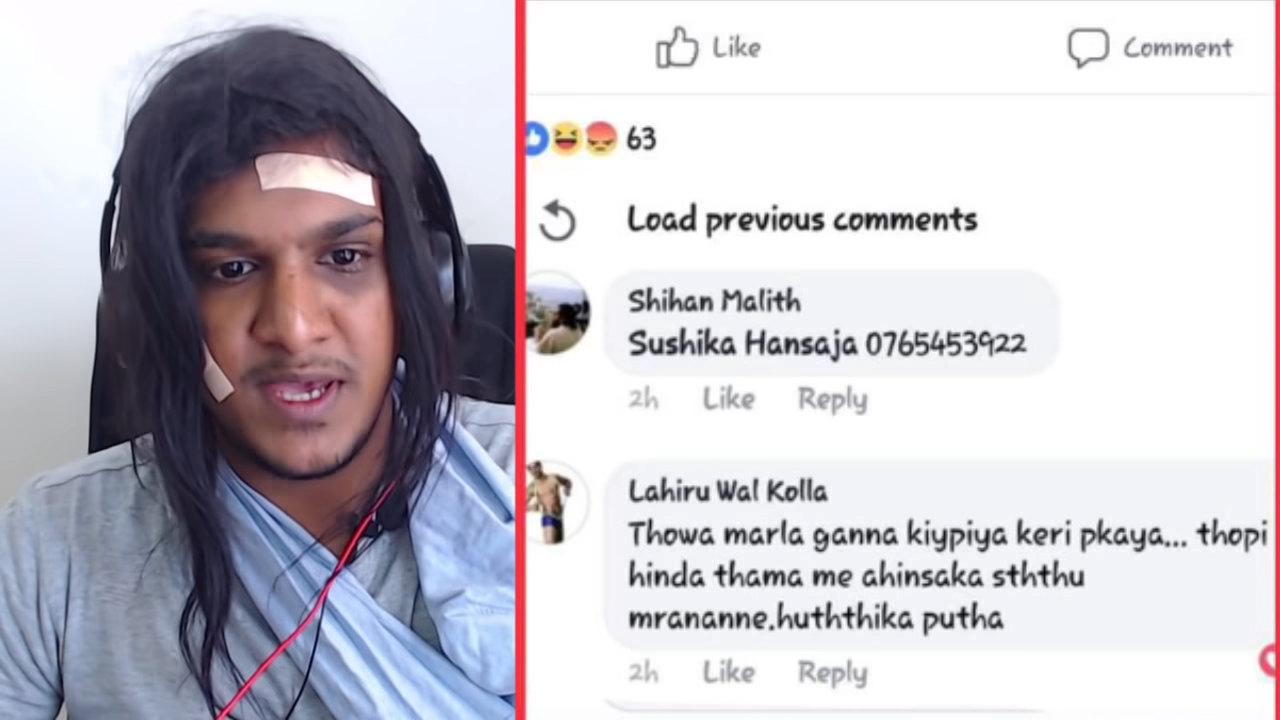 Like
Comment
63
Load previous comments
Shihan Malith
Sushika Hansaja 0765453922
2h Like Reply
Lahiru Wal Kolla
Thowa marla ganna kiypiya keri pkaya... thopi
hinda thama me ahinsaka sththu
mrananne.huththika putha
2h Like Reply